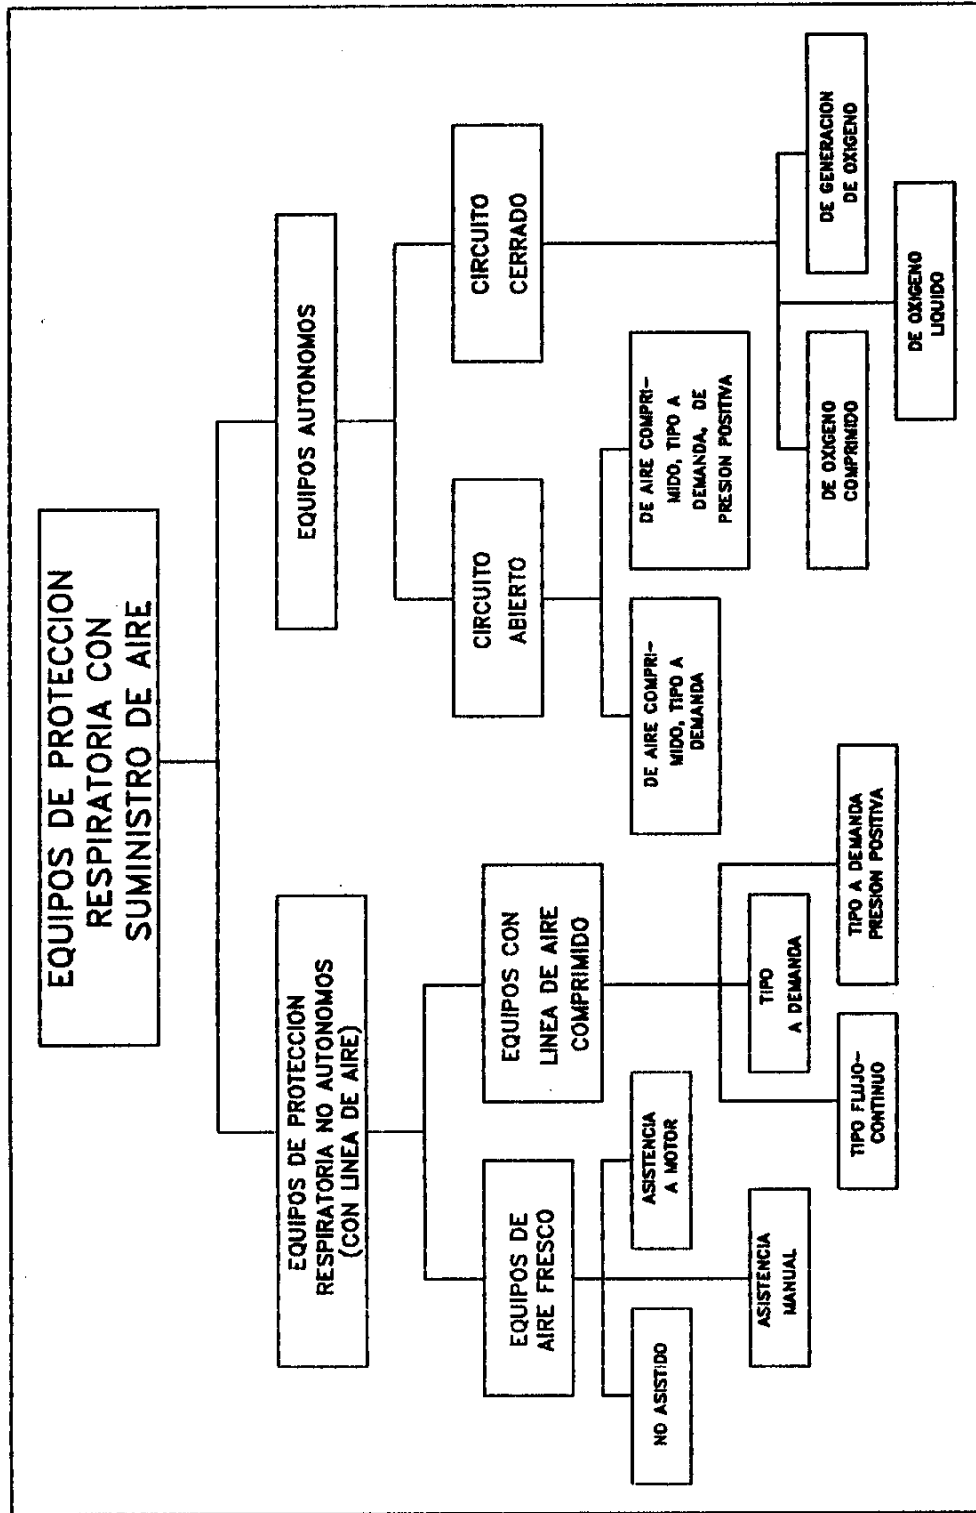 EQUIPOS DE PROTECCION
RESPIRATORIA CON
SUMINISTRO DE AIRE
EQUIPOS DE PROTECCION
RESPIRATORIA NO AUTONOMOS
(CON LINEA DE AIRE)
EQUIPOS AUTONOMOS
EQUIPOS DE
AIRE FRESCO
EQUIPOS CON
LINEA DE AIRE
COMPRIMIDO
CIRCUITO
ABIERTO
CIRCUITO
CERRADO
NO ASISTIDO
ASISTENCIA
MANUAL
ASISTENCIA
A MOTOR
TIPO FLUJO-
CONTINUO
TIPO
A DEMANDA
TIPO A DEMANDA
PRESION POSITIVA
DE AIRE COMPRI-
MIDO, TIPO A
DEMANDA
DE AIRE COMPRI-
MIDO, TIPO A
DEMANDA, DE
PRESION POSITIVA
DE OXIGENO
COMPRIMIDO
DE OXIGENO
LIQUIDO
DE GENERACION
DE OXIGENO